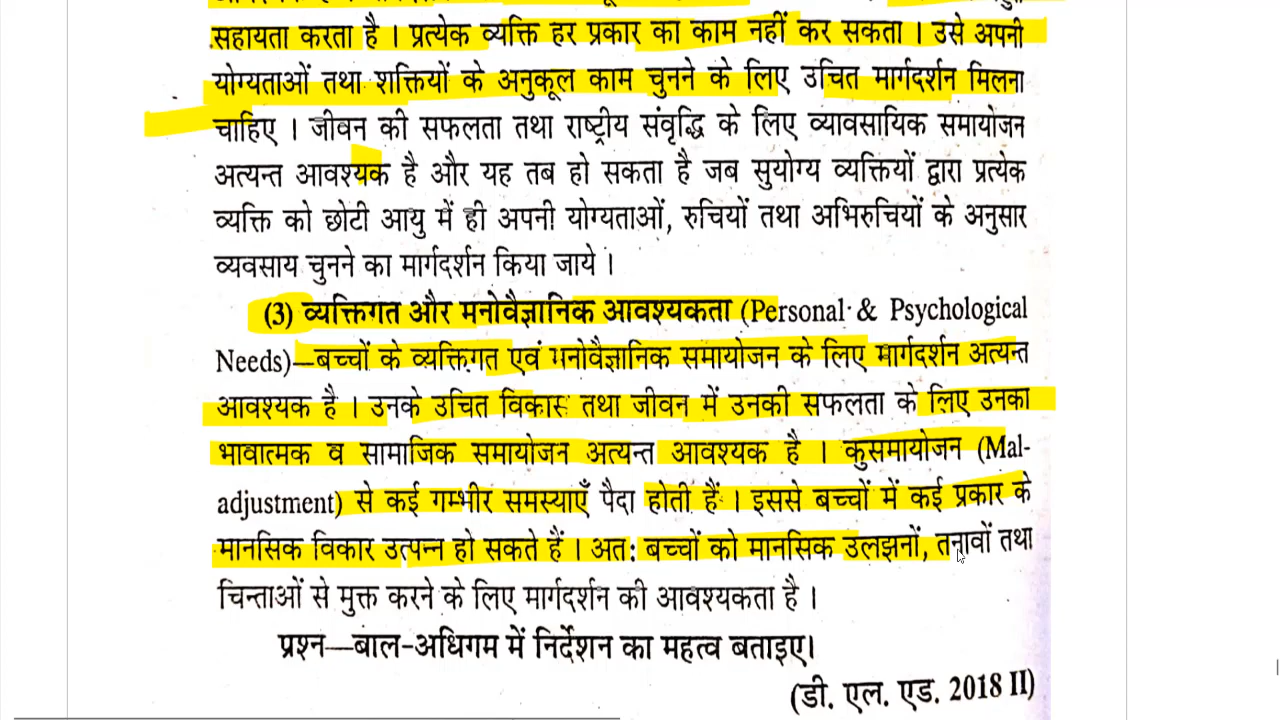 सहायता करता है । प्रत्येक व्यक्ति हर प्रकार का काम नहीं कर सकता । उसे अपनी
योग्यताओं तथा शक्तियों के अनुकूल काम चुनने के लिए उचित मार्गदर्शन मिलना
चाहिए । जीवन की सफलता तथा राष्ट्रीय संवृद्धि के लिए व्यावसायिक समायोजन
अत्यन्त आवश्यक है और यह तब हो सकता है जब सुयोग्य व्यक्तियों द्वारा प्रत्येक
व्यक्ति को छोटी आयु में ही अपनी योग्यताओं, रुचियों तथा अभिरुचियों के अनुसार
व्यवसाय चुनने का मार्गदर्शन किया जाये ।
(3) व्यक्तिगत और मनोवैज्ञानिक आवश्यकता (Personal & Psychological
Needs)—बच्चों के व्यक्तिगत एवं मनोवैज्ञानिक समायोजन के लिए मार्गदर्शन अत्यन्त
आवश्यक है । उनके उचित विकास तथा जीवन में उनकी सफलता के लिए उनका
भावात्मक व सामाजिक समायोजन अत्यन्त आवश्यक है । कुसमायोजन (Mal-
adjustment) से कई गम्भीर समस्याएँ पैदा होती हैं । इससे बच्चों में कई प्रकार के
मानसिक विकार उत्पन्न हो सकते हैं । अतः बच्चों को मानसिक उलझनों, तनावों तथा
चिन्ताओं से मुक्त करने के लिए मार्गदर्शन की आवश्यकता है ।
प्रश्न—बाल-अधिगम में निर्देशन का महत्व बताइए।
(डी. एल. एड. 2018 II)